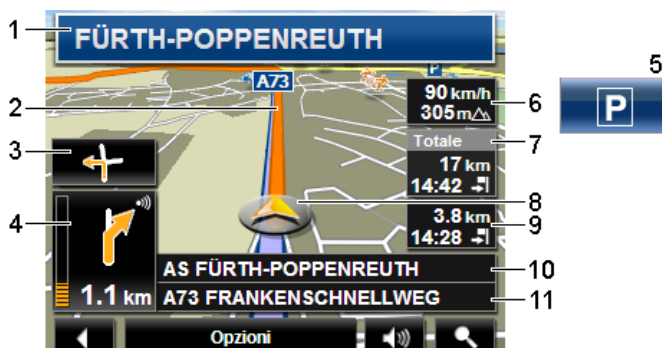 1
FÜRTH-POPPENREUTH
5
P
A73
P
2
90 km/h
305 m
6
Totale
7
17 km
14:42
3
8
3.8 km
14:28
9
4
1.1 km
AS FÜRTH-POPPENREUTH
10
A73 FRANKENSCHNELLWEG
11
Opzioni